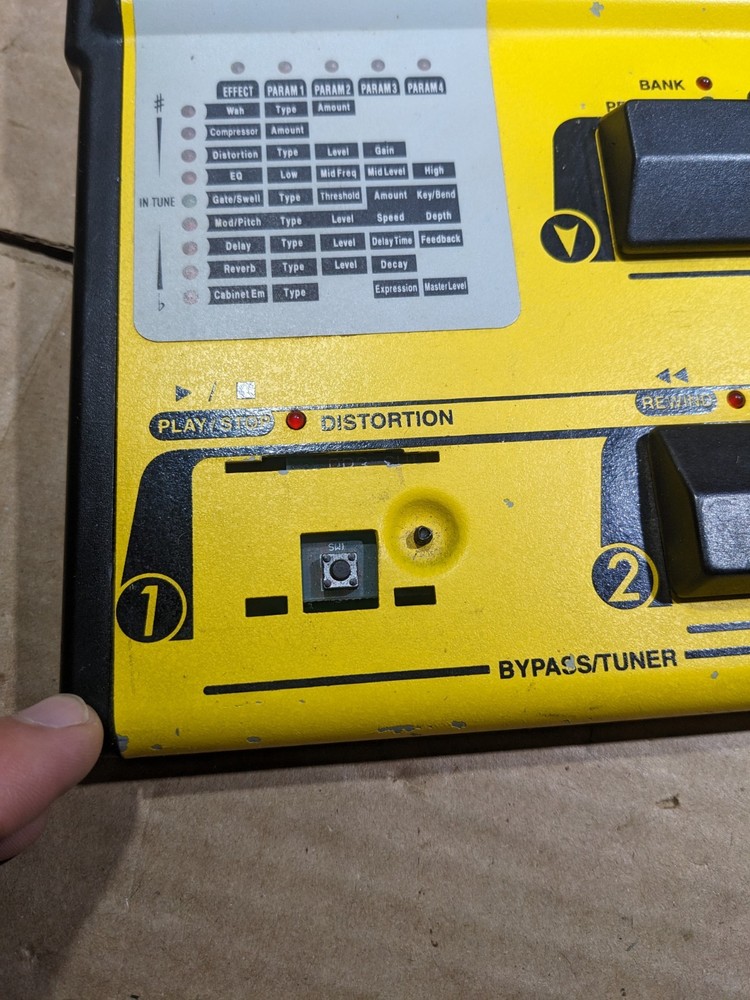 BANK
EFFECT PARAM 1 PARAM 2 PARAM 3 PARAM 4
#
Wah Type Amount
Compressor Amount
Distortion Type Level Gain
EQ Low Mid Freq Mid Level High
IN TUNE Gate/Swell Type Threshold Amount Key/Bend
Mod/Pitch Type Level Speed Depth
Delay Type Level Delay Time Feedback
Reverb Type Level Decay
♭ Cabinet Em Type Expression Master Level
▶ / ■
◀◀
PLAY/STOP DISTORTION
REWIND
SW1
1
2
BYPASS/TUNER